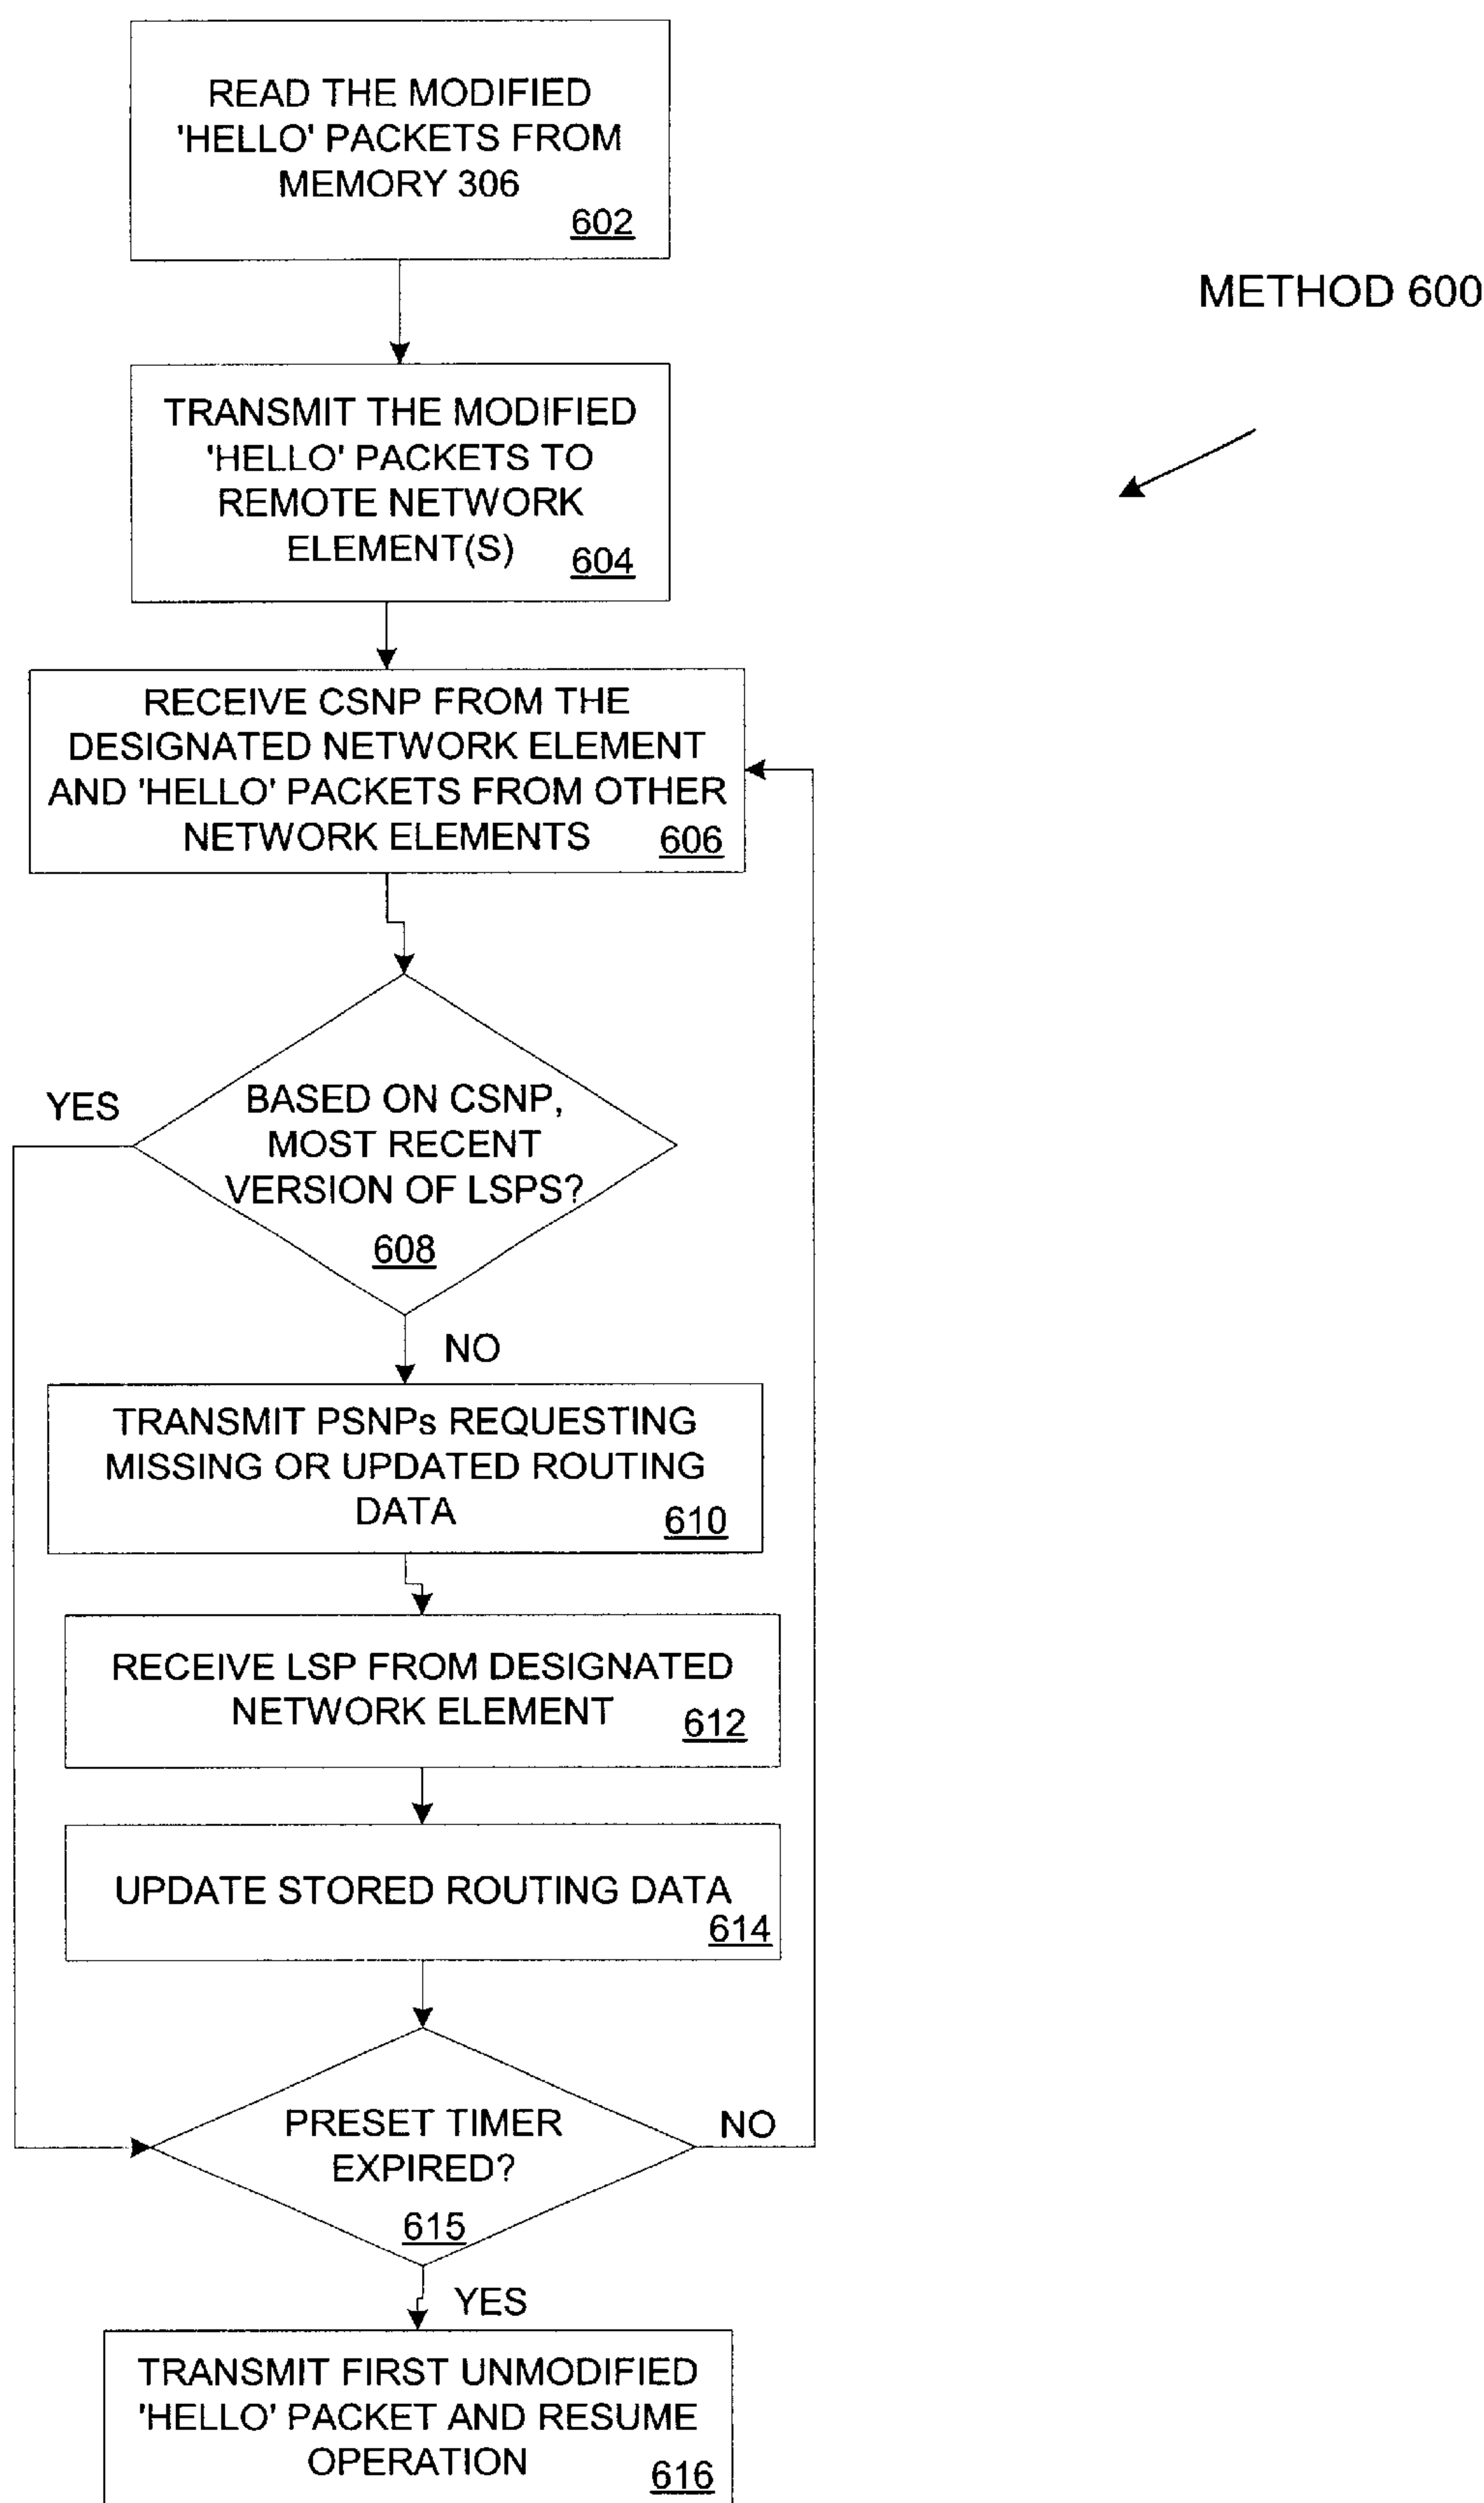 READ THE MODIFIED
'HELLO' PACKETS FROM
MEMORY 306
602
METHOD 600
TRANSMIT THE MODIFIED
'HELLO' PACKETS TO
REMOTE NETWORK
ELEMENT(S)
604
RECEIVE CSNP FROM THE
DESIGNATED NETWORK ELEMENT
AND 'HELLO' PACKETS FROM OTHER
NETWORK ELEMENTS
606
YES
BASED ON CSNP,
MOST RECENT
VERSION OF LSPS?
608
NO
TRANSMIT PSNPs REQUESTING
MISSING OR UPDATED ROUTING
DATA
610
RECEIVE LSP FROM DESIGNATED
NETWORK ELEMENT
612
UPDATE STORED ROUTING DATA
614
PRESET TIMER
EXPIRED?
615
NO
YES
TRANSMIT FIRST UNMODIFIED
'HELLO' PACKET AND RESUME
OPERATION
616